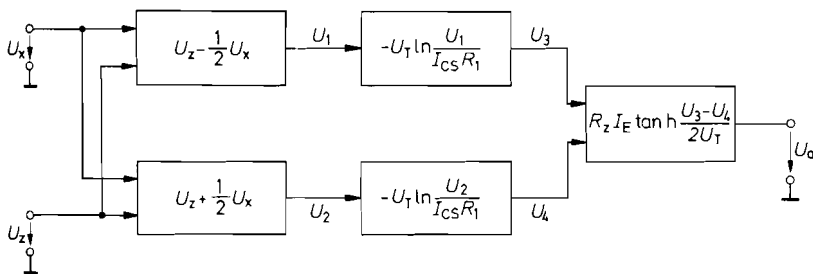 U_x
U_z − 1/2 U_x
U_1
−U_T ln U_1 / I_CS R_1
U_3
R_z I_E tan h U_3 − U_4 / 2U_T
U_a
U_z
U_z + 1/2 U_x
U_2
−U_T ln U_2 / I_CS R_1
U_4